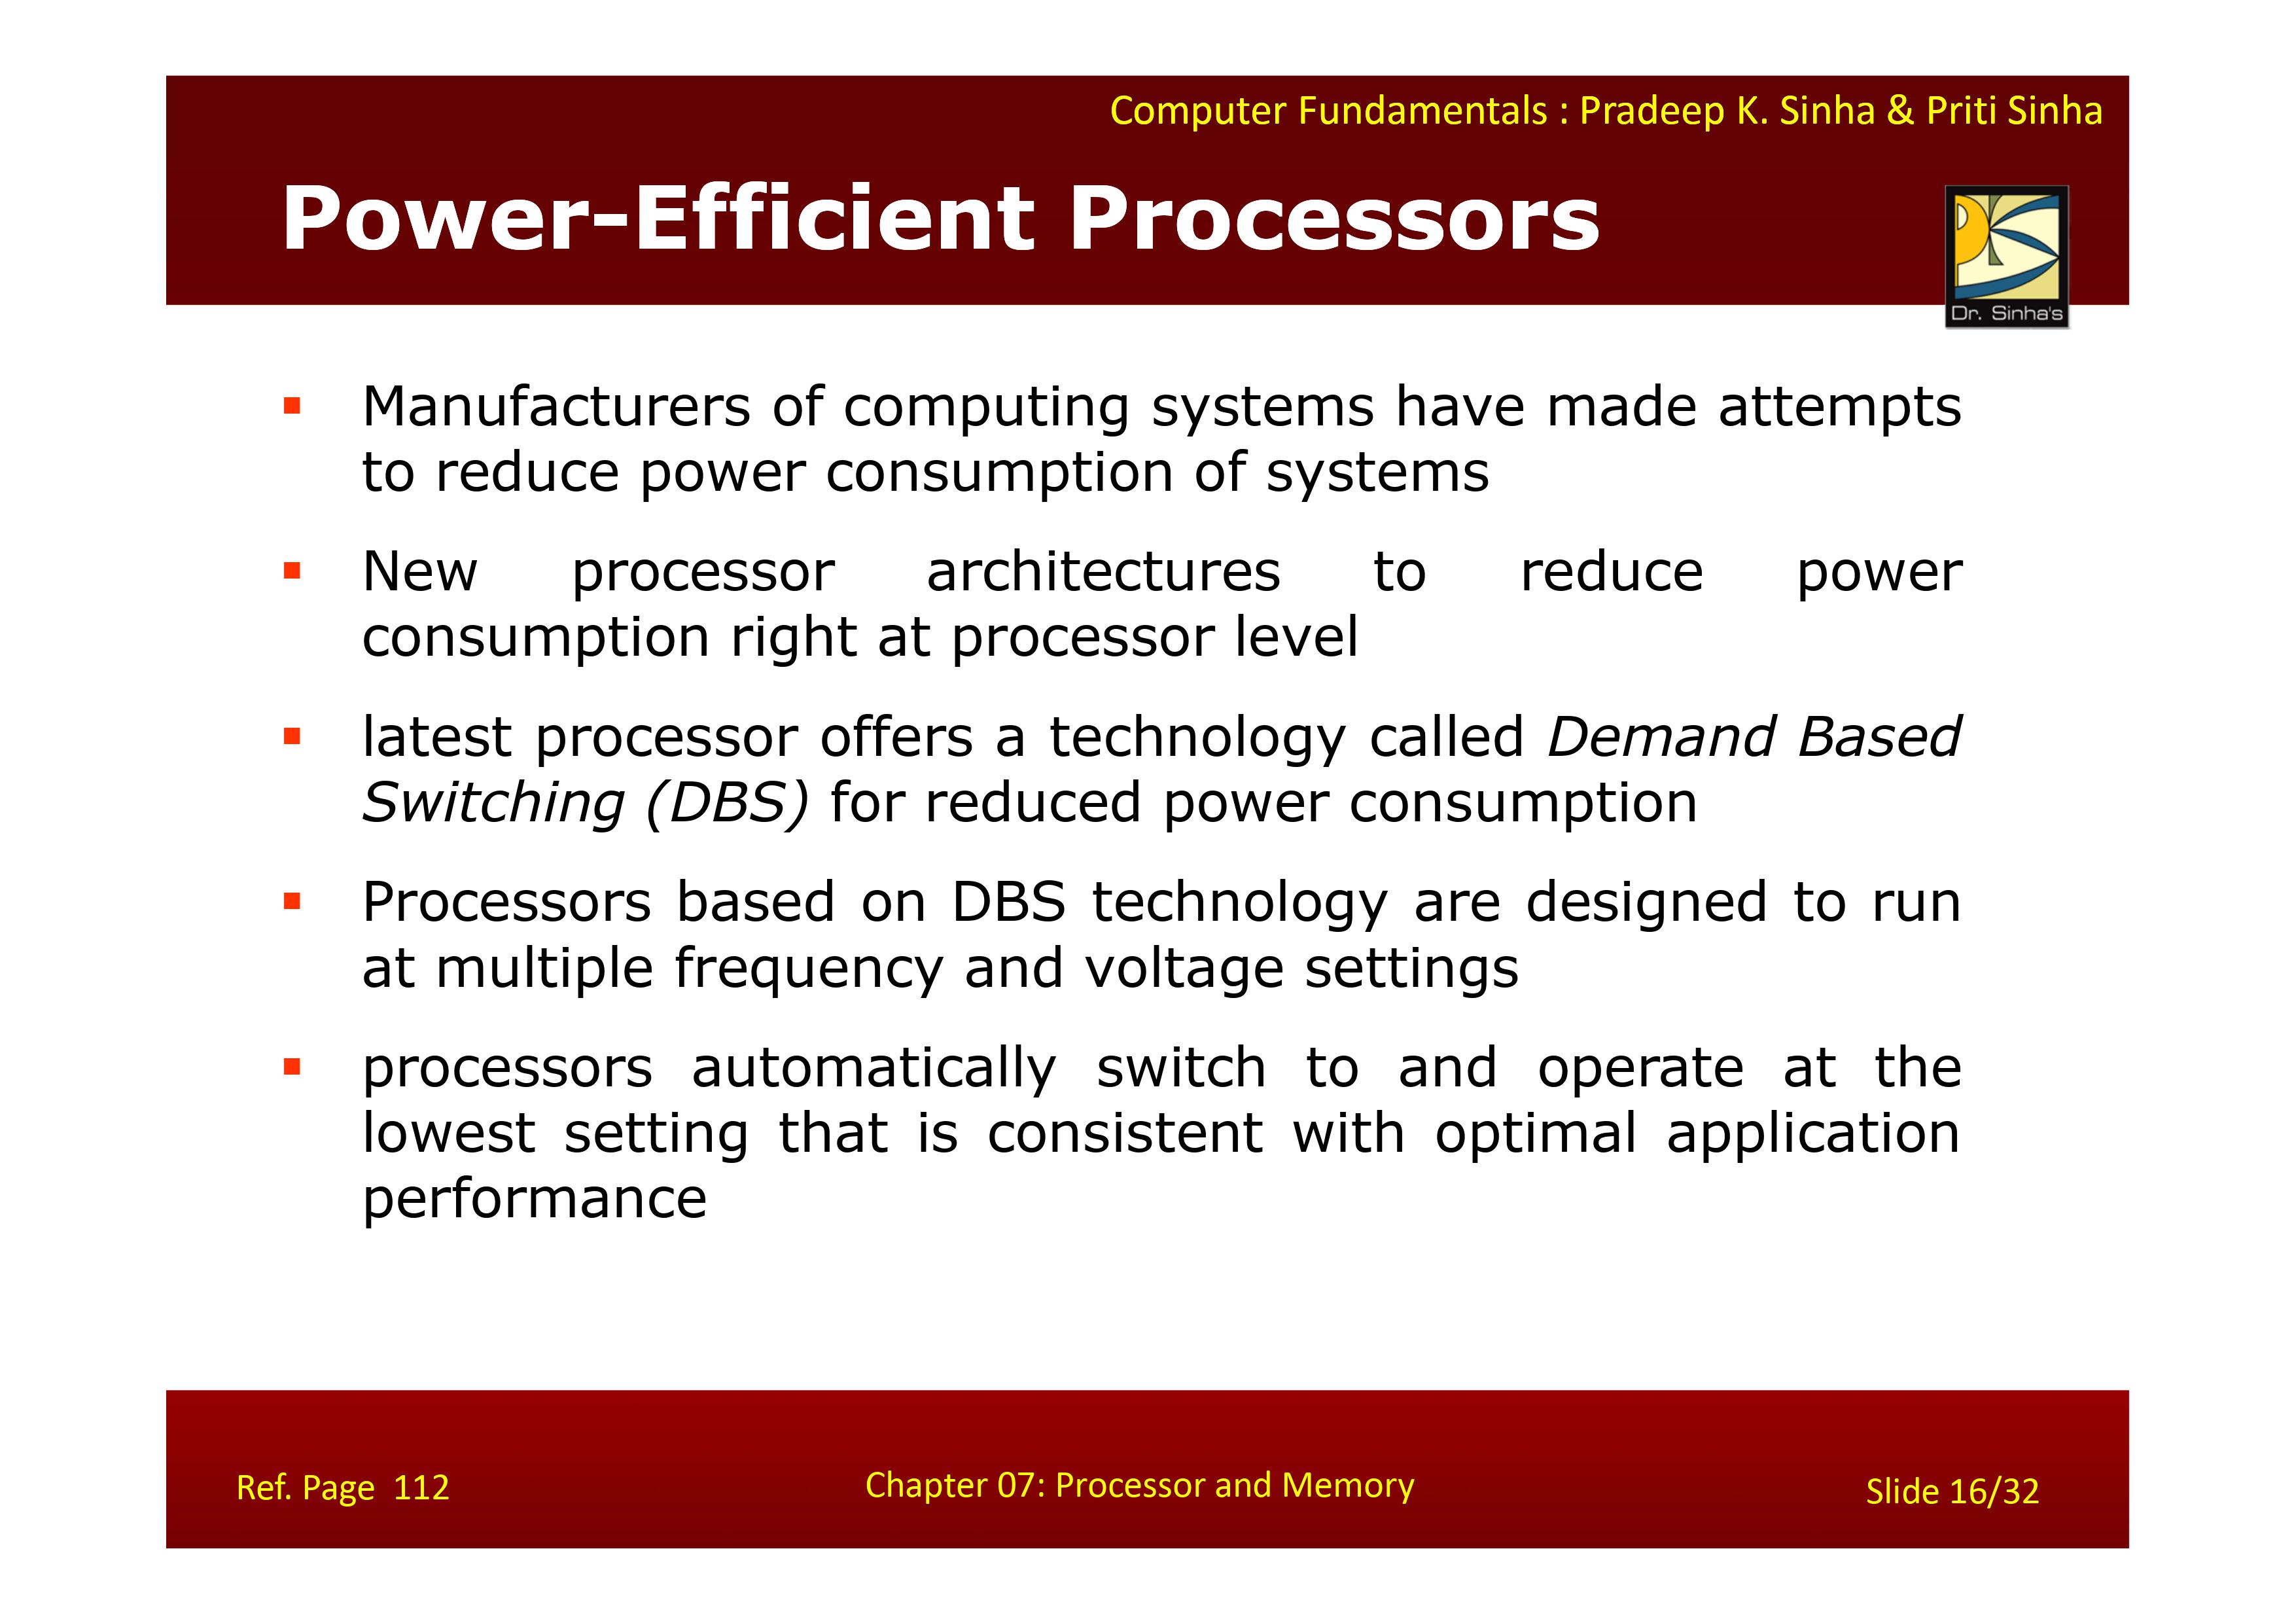 Computer Fundamentals : Pradeep K. Sinha & Priti Sinha
Power-Efficient Processors
Dr. Sinha's
▪ Manufacturers of computing systems have made attempts
to reduce power consumption of systems
▪ New processor architectures to reduce power
consumption right at processor level
▪ latest processor offers a technology called Demand Based
Switching (DBS) for reduced power consumption
▪ Processors based on DBS technology are designed to run
at multiple frequency and voltage settings
▪ processors automatically switch to and operate at the
lowest setting that is consistent with optimal application
performance
Ref. Page 112
Chapter 07: Processor and Memory
Slide 16/32